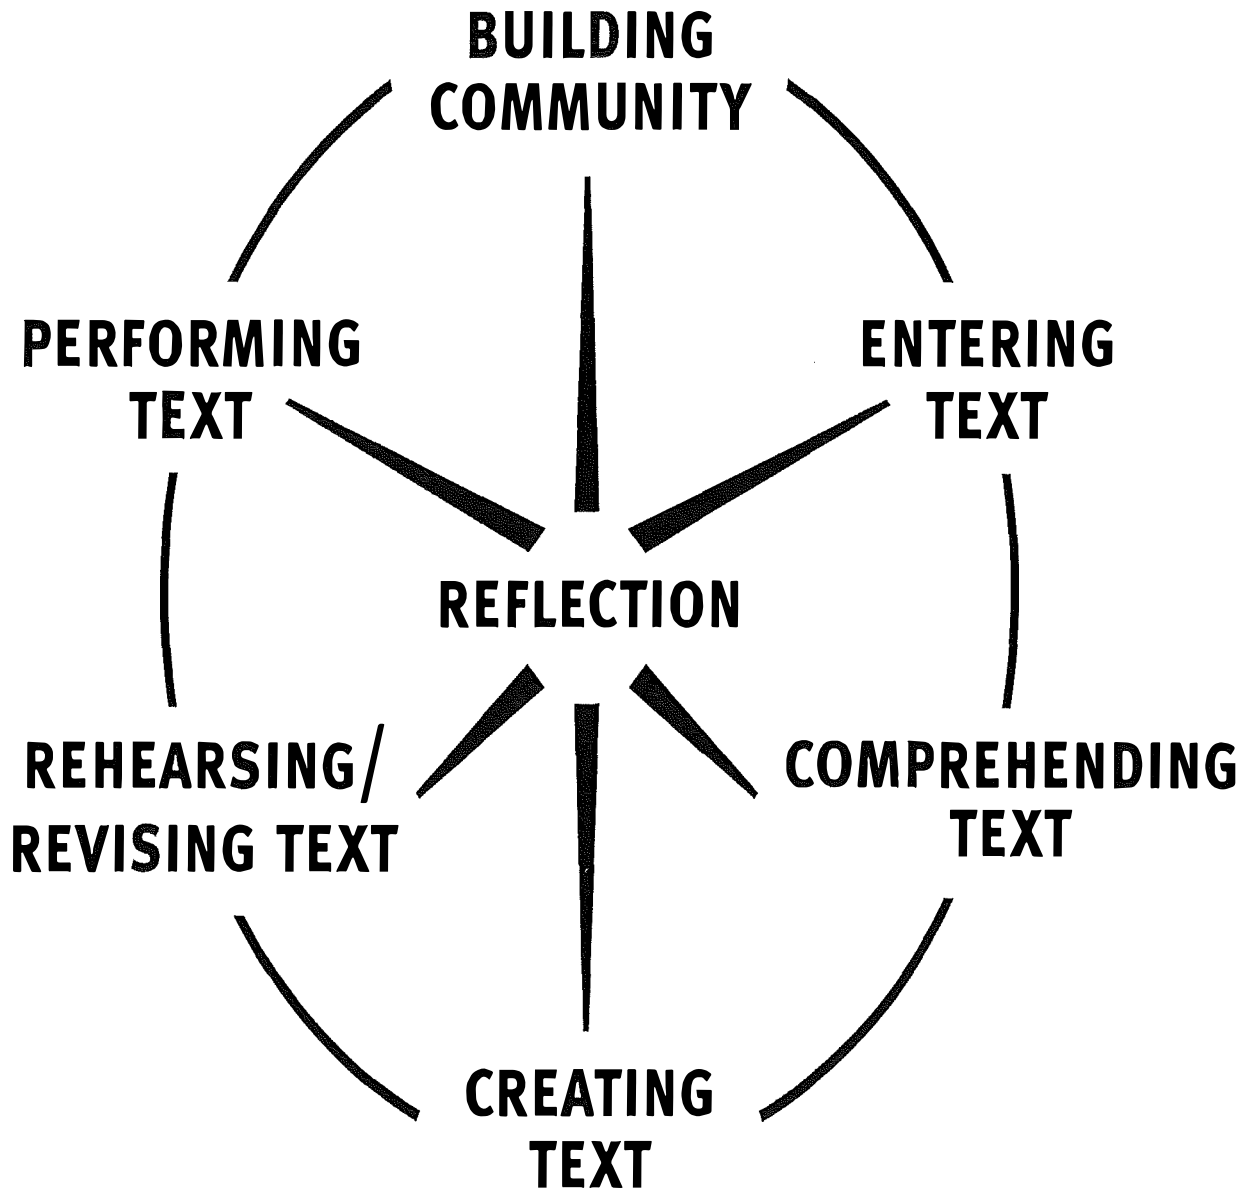 BUILDING
COMMUNITY
PERFORMING
TEXT
ENTERING
TEXT
REFLECTION
REHEARSING/
REVISING TEXT
COMPREHENDING
TEXT
CREATING
TEXT